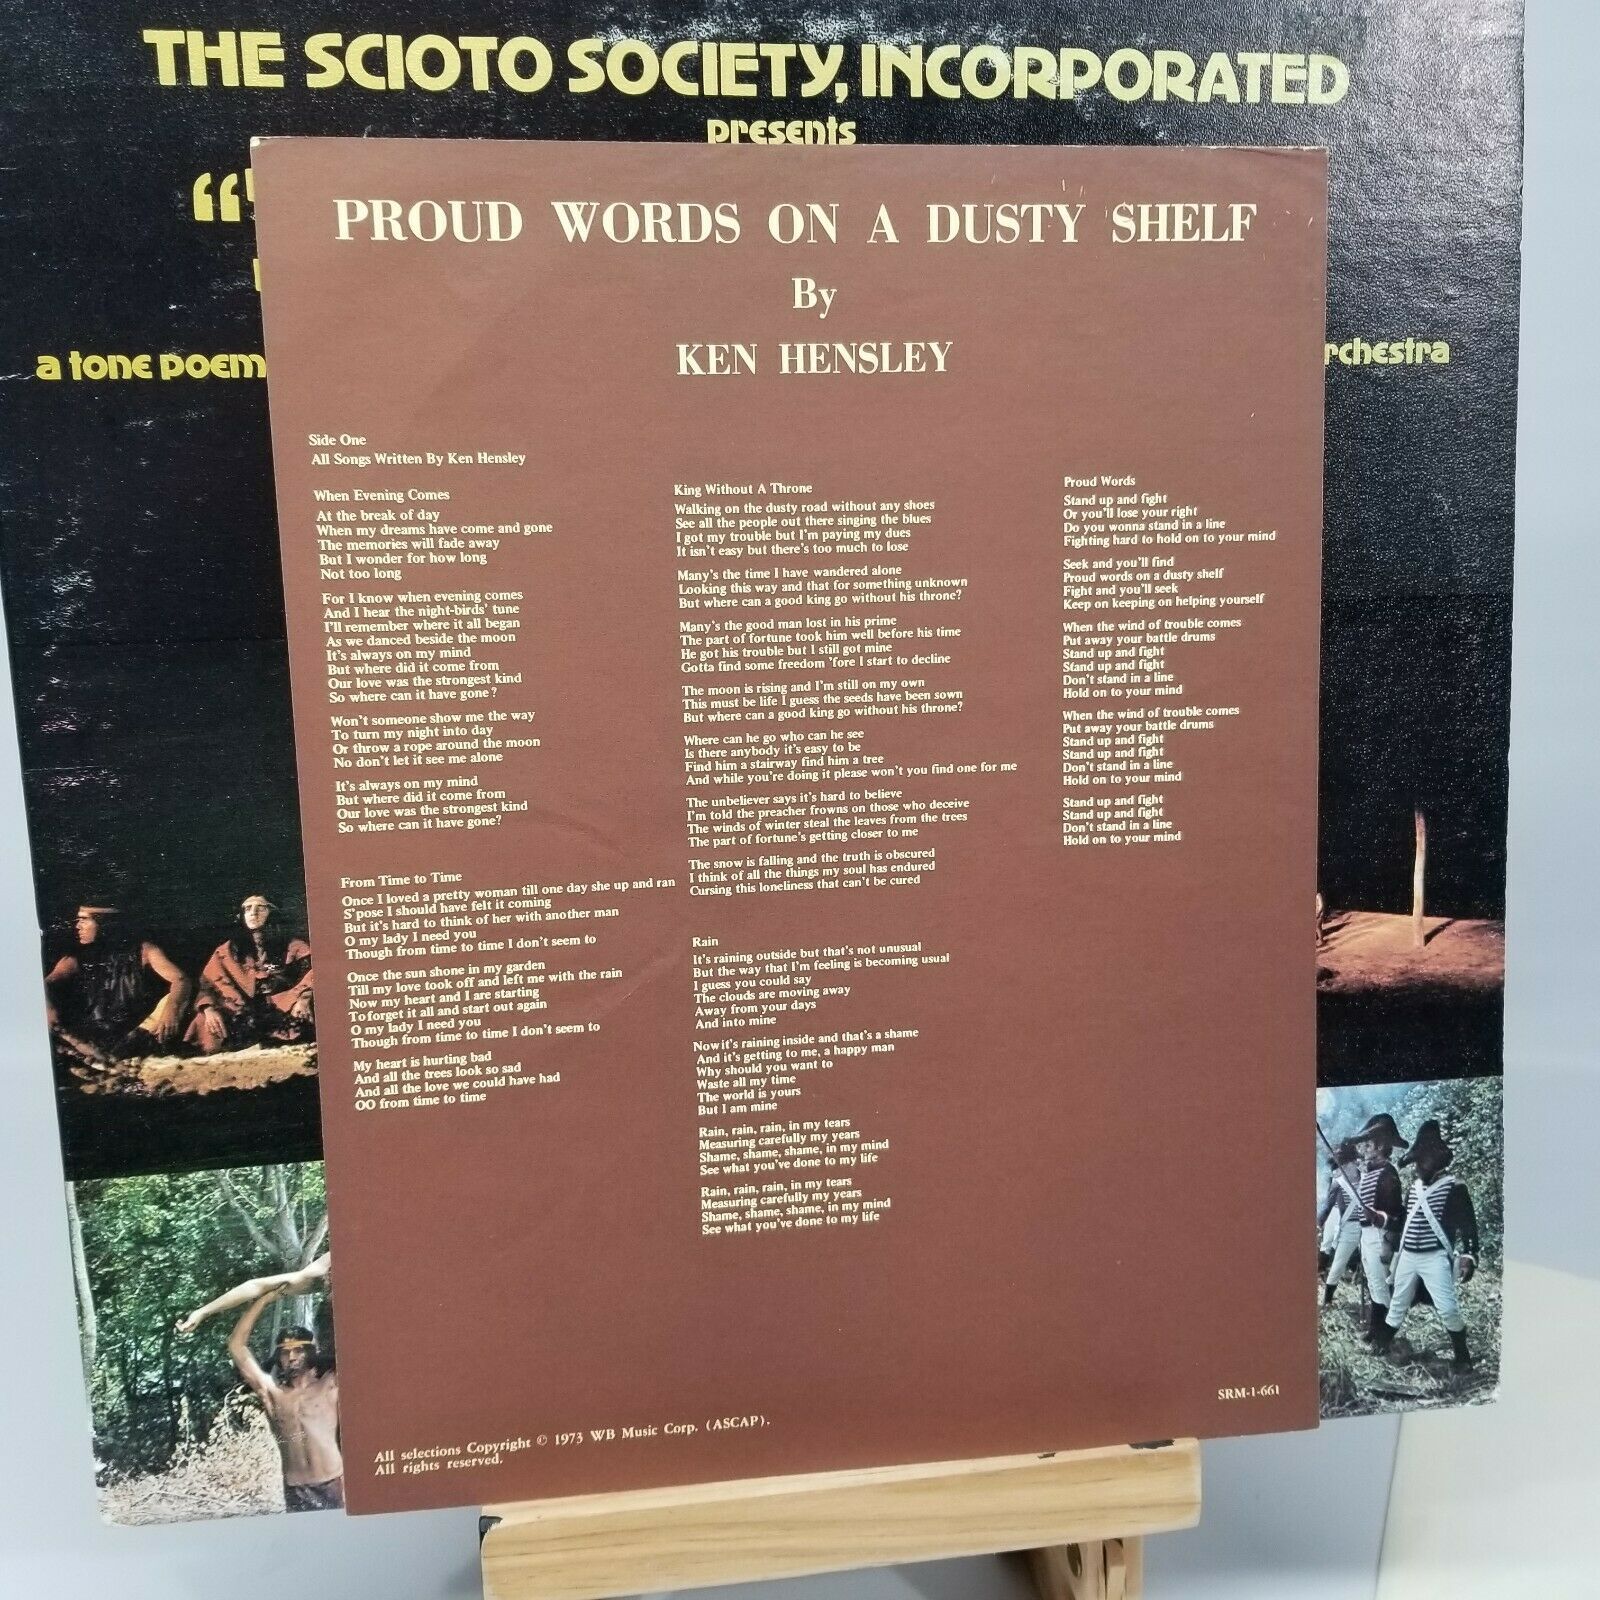 THE SCIOTO SOCIETY, INCORPORATED
presents
“
a tone poem
rchestra
PROUD WORDS ON A DUSTY SHELF
By
KEN HENSLEY
Side One
All Songs Written By Ken Hensley
When Evening Comes
At the break of day
When my dreams have come and gone
The memories will fade away
But I wonder for how long
Not too long
For I know when evening comes
And I hear the night-birds' tune
I'll remember where it all began
As we danced beside the moon
It's always on my mind
But where did it come from
Our love was the strongest kind
So where can it have gone?
Won't someone show me the way
To turn my night into day
Or throw a rope around the moon
No don't let it see me alone
It's always on my mind
But where did it come from
Our love was the strongest kind
So where can it have gone?
From Time to Time
Once I loved a pretty woman till one day she up and ran
S'pose I should have felt it coming
But it's hard to think of her with another man
O my lady I need you
Though from time to time I don't seem to
Once the sun shone in my garden
Till my love took off and left me with the rain
Now my heart and I are starting
To forget it all and start out again
O my lady I need you
Though from time to time I don't seem to
My heart is hurting bad
And all the trees look so sad
And all the love we could have had
OO from time to time
King Without A Throne
Walking on the dusty road without any shoes
See all the people out there singing the blues
I got my trouble but I'm paying my dues
It isn't easy but there's too much to lose
Many's the time I have wandered alone
Looking this way and that for something unknown
But where can a good king go without his throne?
Many's the good man lost in his prime
The part of fortune took him well before his time
He got his trouble but I still got mine
Gotta find some freedom 'fore I start to decline
The moon is rising and I'm still on my own
This must be life I guess the seeds have been sown
But where can a good king go without his throne?
Where can he go who can he see
Is there anybody it's easy to be
Find him a stairway find him a tree
And while you're doing it please won't you find one for me
The unbeliever says it's hard to believe
I'm told the preacher frowns on those who deceive
The winds of winter steal the leaves from the trees
The part of fortune's getting closer to me
The snow is falling and the truth is obscured
I think of all the things my soul has endured
Cursing this loneliness that can't be cured
Rain
It's raining outside but that's not unusual
But the way that I'm feeling is becoming usual
I guess you could say
The clouds are moving away
Away from your days
And into mine
Now it's raining inside and that's a shame
And it's getting to me, a happy man
Why should you want to
Waste all my time
The world is yours
But I am mine
Rain, rain, rain, in my tears
Measuring carefully my years
Shame, shame, shame, in my mind
See what you've done to my life
Rain, rain, rain, in my tears
Measuring carefully my years
Shame, shame, shame, in my mind
See what you've done to my life
Proud Words
Stand up and fight
Or you'll lose your right
Do you wonna stand in a line
Fighting hard to hold on to your mind
Seek and you'll find
Proud words on a dusty shelf
Fight and you'll seek
Keep on keeping on helping yourself
When the wind of trouble comes
Put away your battle drums
Stand up and fight
Stand up and fight
Don't stand in a line
Hold on to your mind
When the wind of trouble comes
Put away your battle drums
Stand up and fight
Stand up and fight
Don't stand in a line
Hold on to your mind
Stand up and fight
Stand up and fight
Don't stand in a line
Hold on to your mind
SRM-1-661
All selections Copyright © 1973 WB Music Corp. (ASCAP).
All rights reserved.